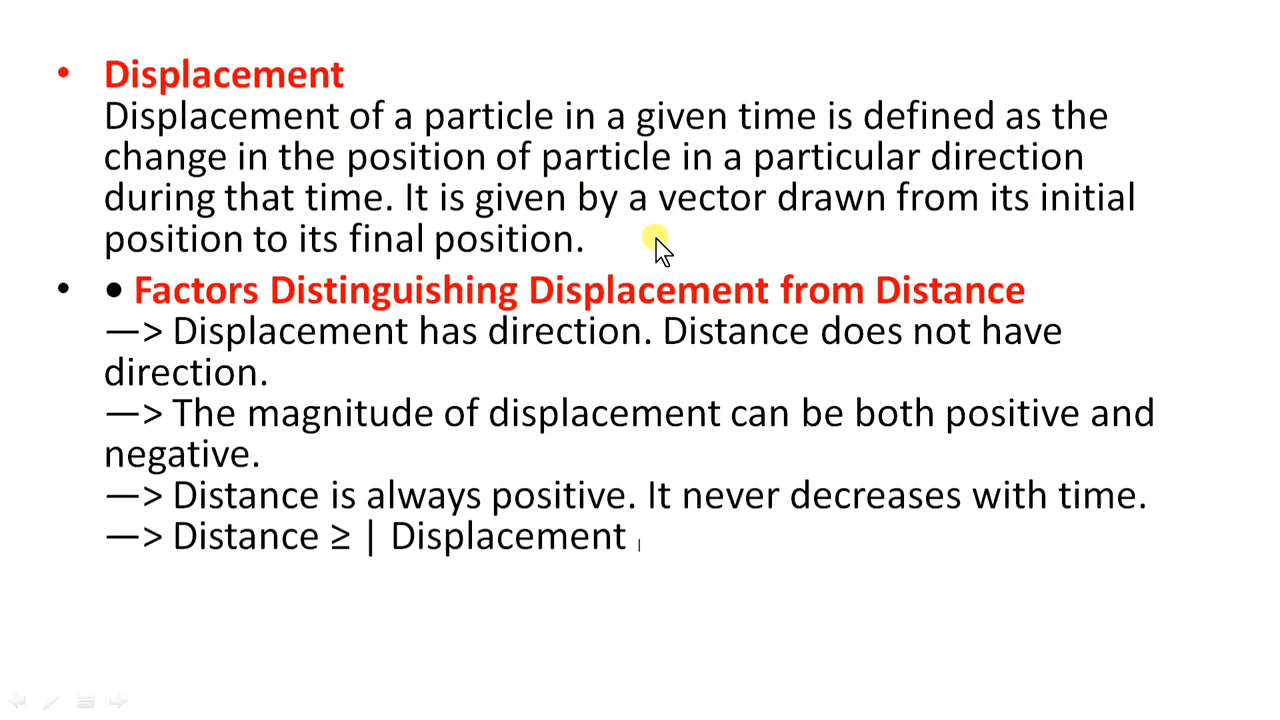 • Displacement
Displacement of a particle in a given time is defined as the
change in the position of particle in a particular direction
during that time. It is given by a vector drawn from its initial
position to its final position.
• ● Factors Distinguishing Displacement from Distance
—> Displacement has direction. Distance does not have
direction.
—> The magnitude of displacement can be both positive and
negative.
—> Distance is always positive. It never decreases with time.
—> Distance ≥ | Displacement |